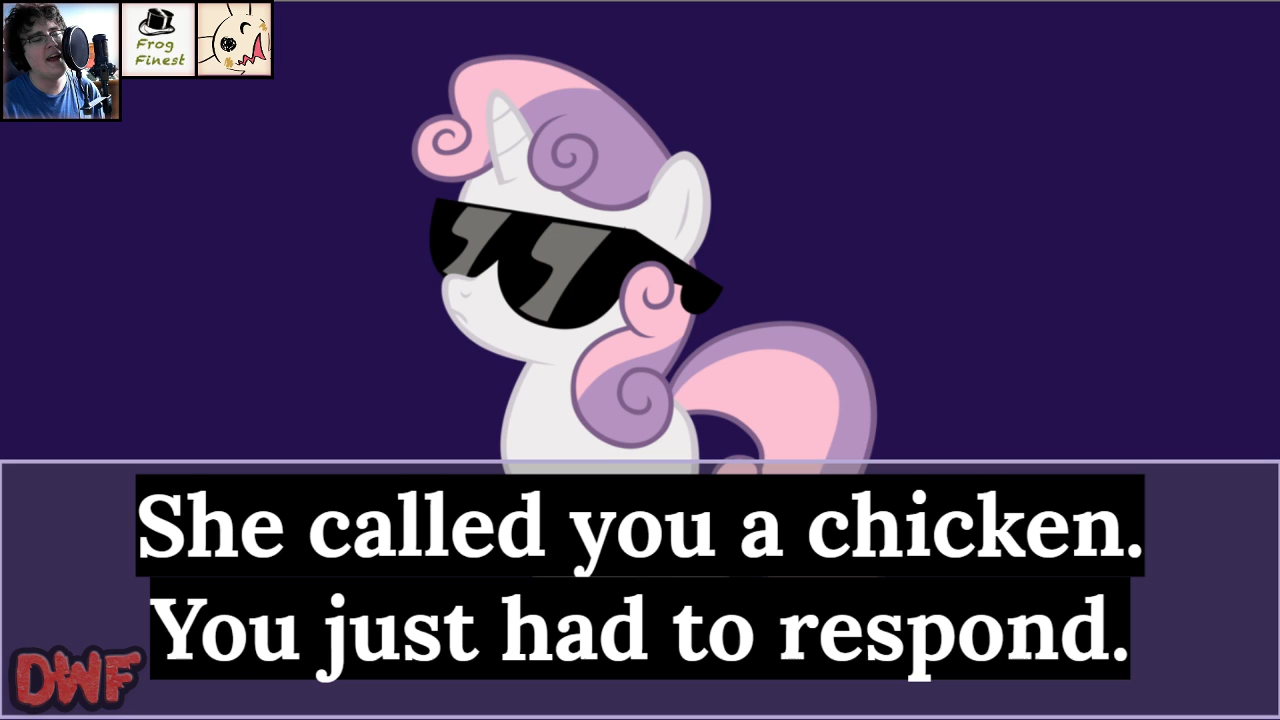 Frog
Finest
She called you a chicken.
You just had to respond.
DWF